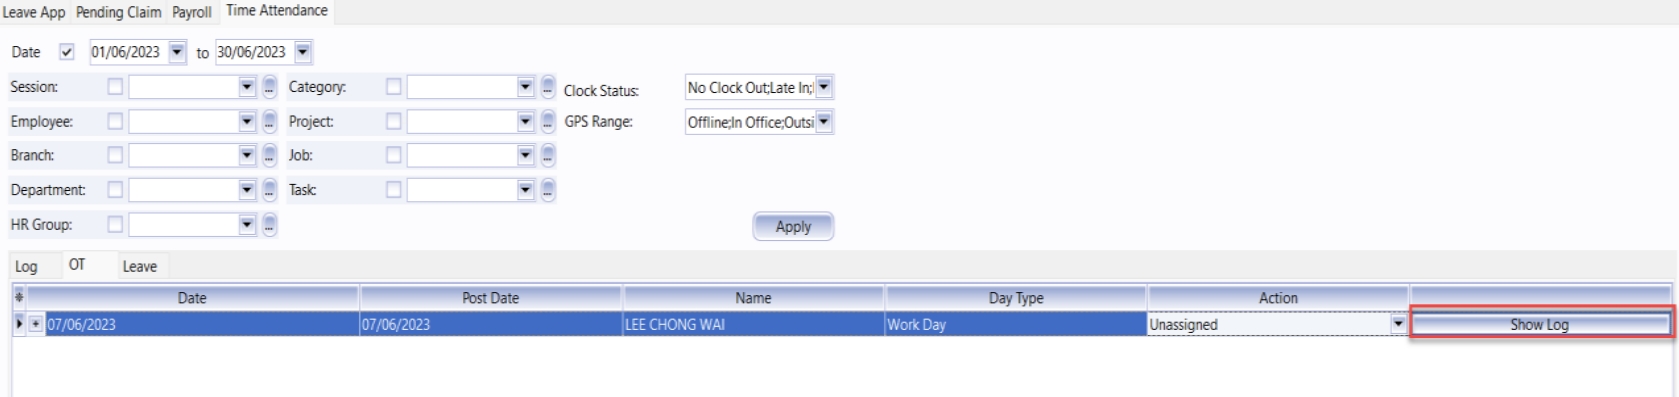 Leave App Pending Claim Payroll Time Attendance
Date 01/06/2023 to 30/06/2023
Session: ... Category: ... Clock Status: No Clock Out;Late In;
Employee: ... Project: ... GPS Range: Offline;In Office;Outsi
Branch: ... Job: ...
Department: ... Task: ...
HR Group: ...
Apply
Log OT Leave
Date Post Date Name Day Type Action
07/06/2023 07/06/2023 LEE CHONG WAI Work Day Unassigned Show Log